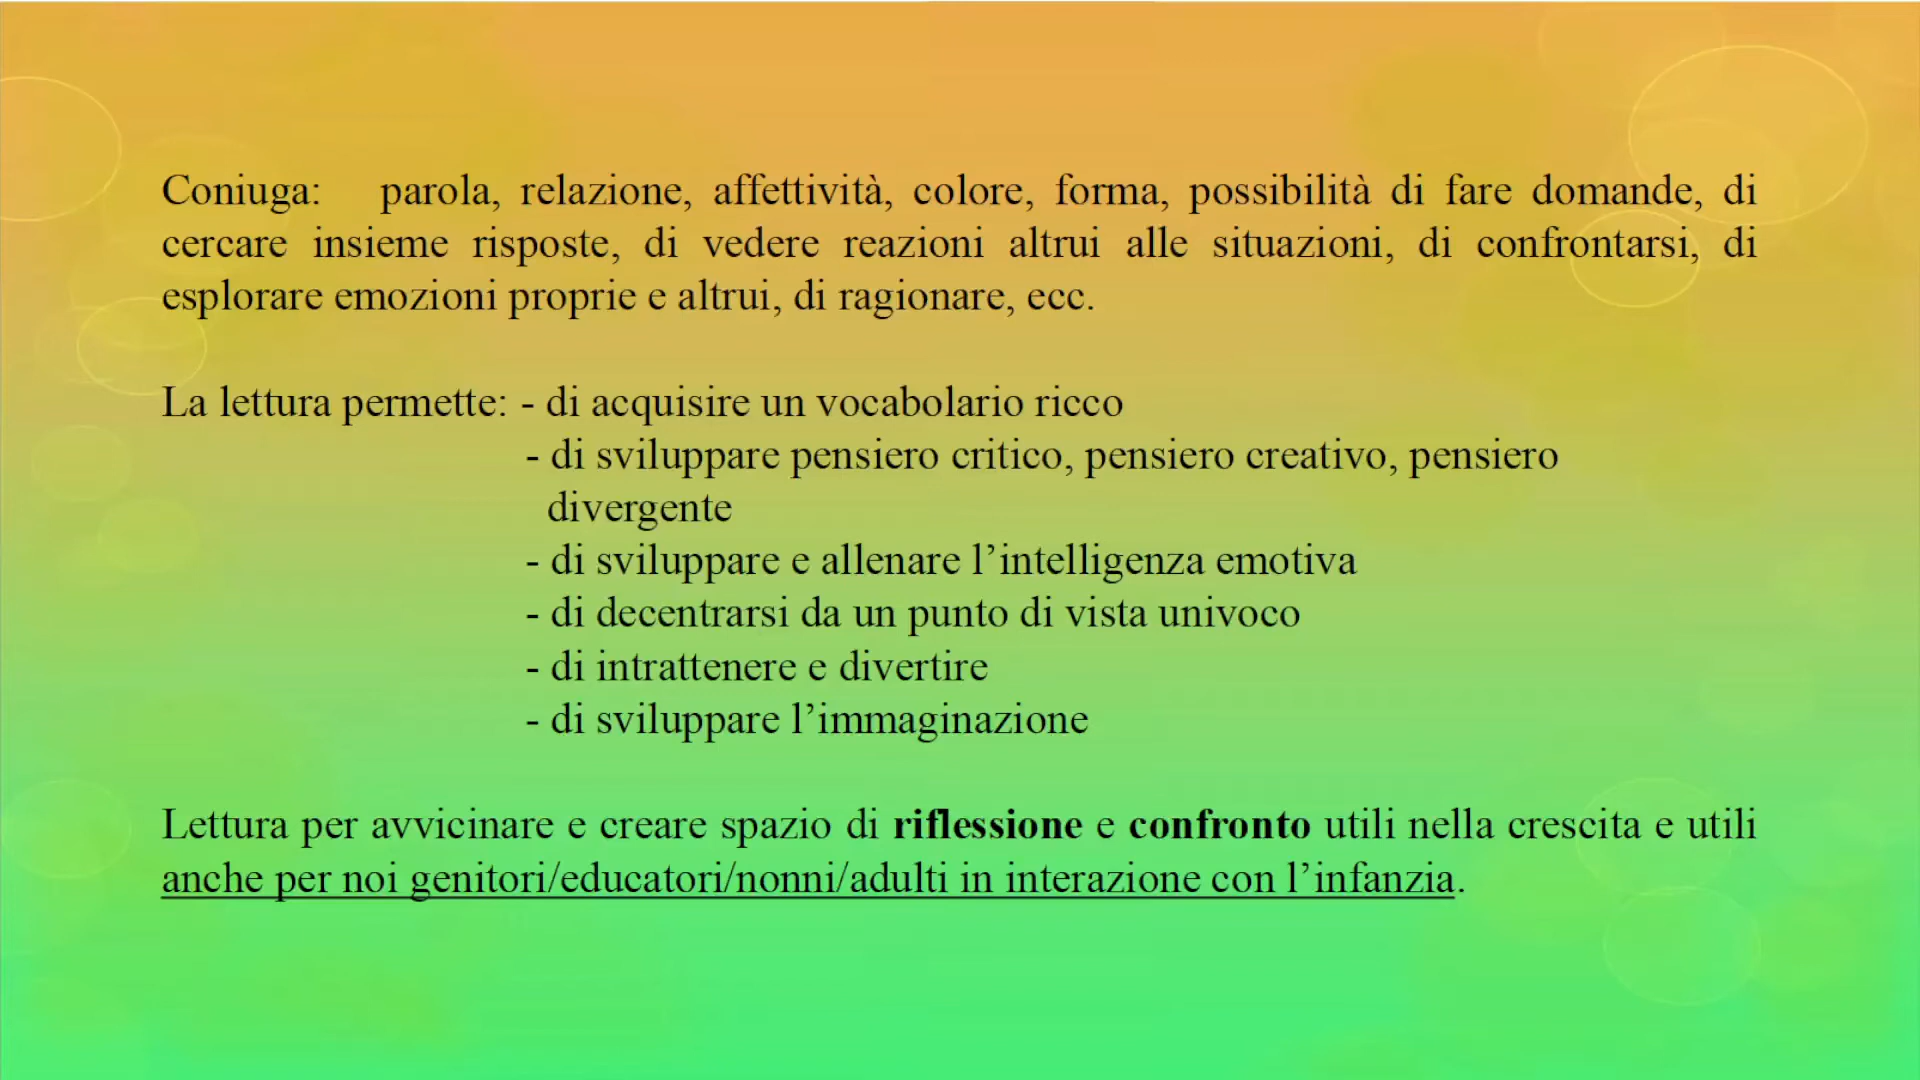 Coniuga: parola, relazione, affettività, colore, forma, possibilità di fare domande, di
cercare insieme risposte, di vedere reazioni altrui alle situazioni, di confrontarsi, di
esplorare emozioni proprie e altrui, di ragionare, ecc.
La lettura permette: - di acquisire un vocabolario ricco
- di sviluppare pensiero critico, pensiero creativo, pensiero
divergente
- di sviluppare e allenare l’intelligenza emotiva
- di decentrarsi da un punto di vista univoco
- di intrattenere e divertire
- di sviluppare l’immaginazione
Lettura per avvicinare e creare spazio di riflessione e confronto utili nella crescita e utili
anche per noi genitori/educatori/nonni/adulti in interazione con l’infanzia.